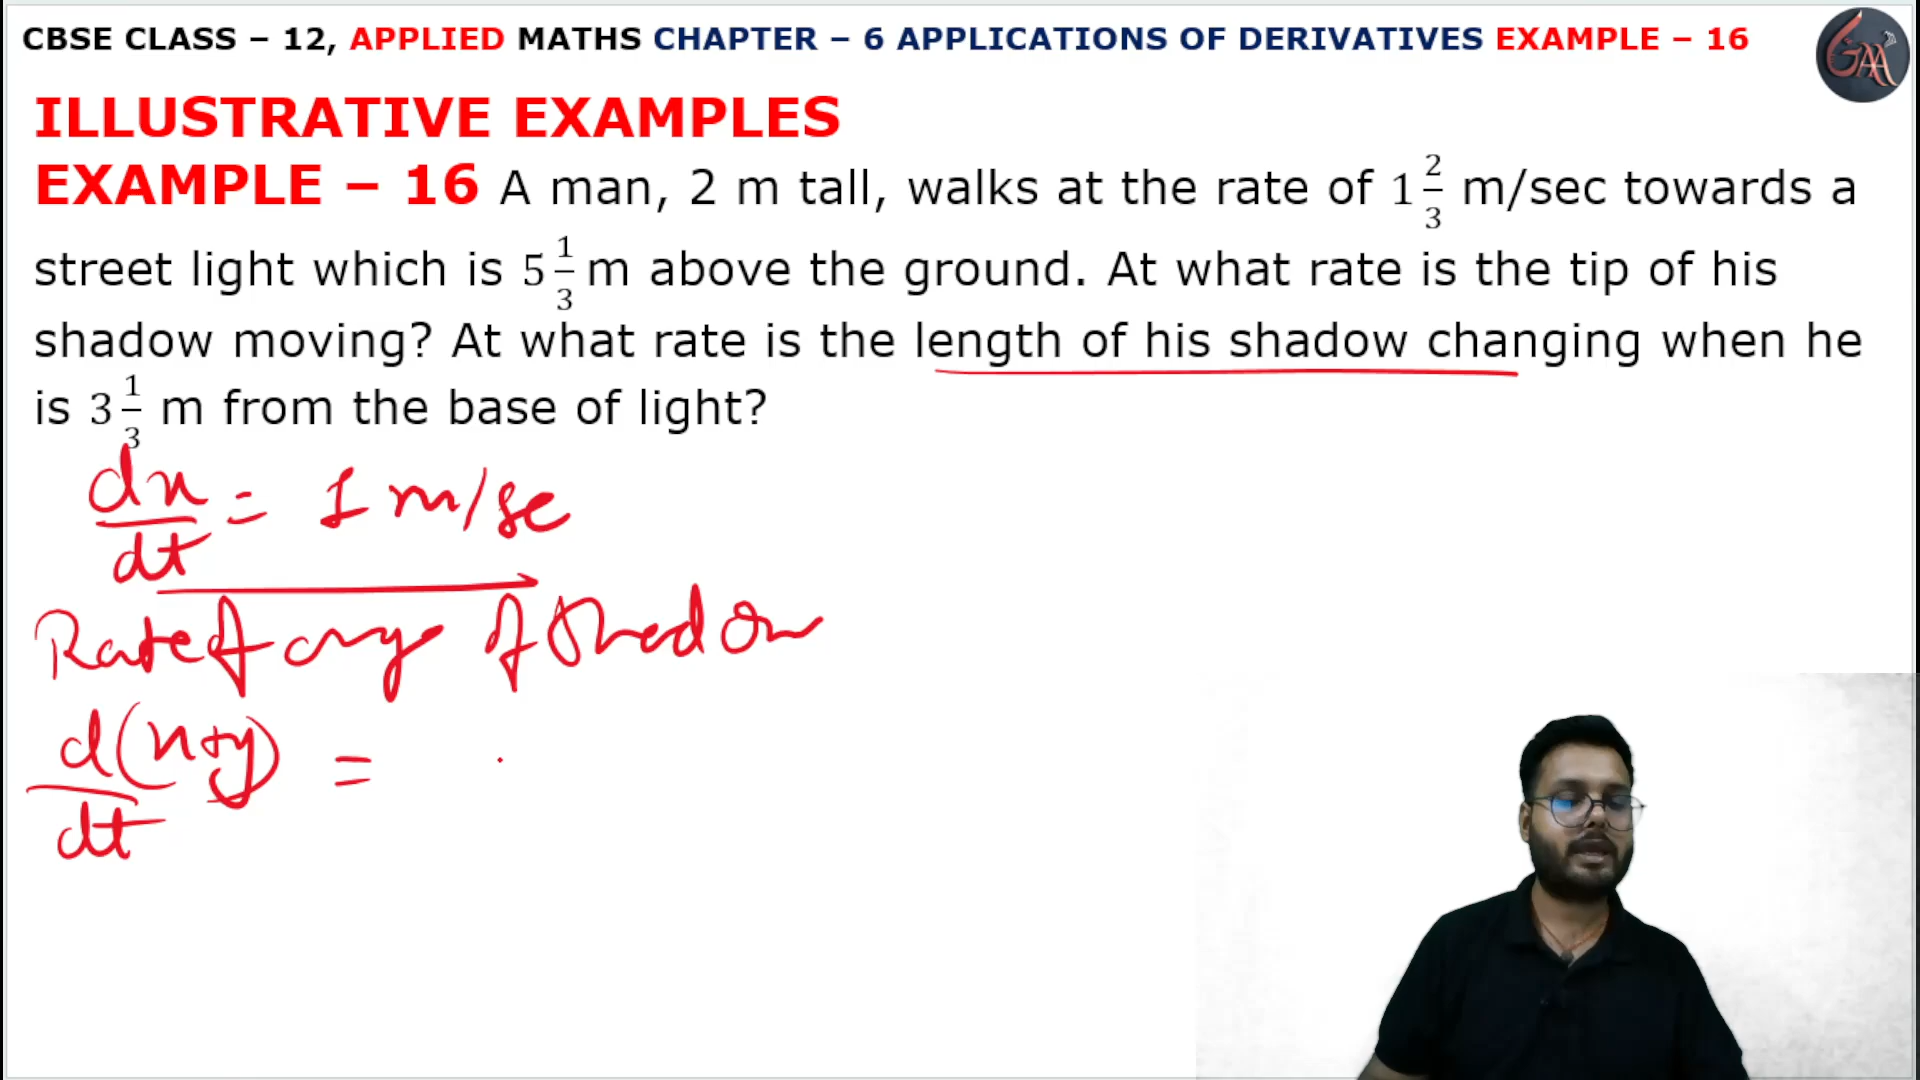 CBSE CLASS – 12, APPLIED MATHS CHAPTER – 6 APPLICATIONS OF DERIVATIVES EXAMPLE – 16
GAA
ILLUSTRATIVE EXAMPLES
EXAMPLE – 16 A man, 2 m tall, walks at the rate of 1 2/3 m/sec towards a
street light which is 5 1/3 m above the ground. At what rate is the tip of his
shadow moving? At what rate is the length of his shadow changing when he
is 3 1/3 m from the base of light?
dx/dt = 1 m/se
Rate of of Shadow
d(x+y)/dt =